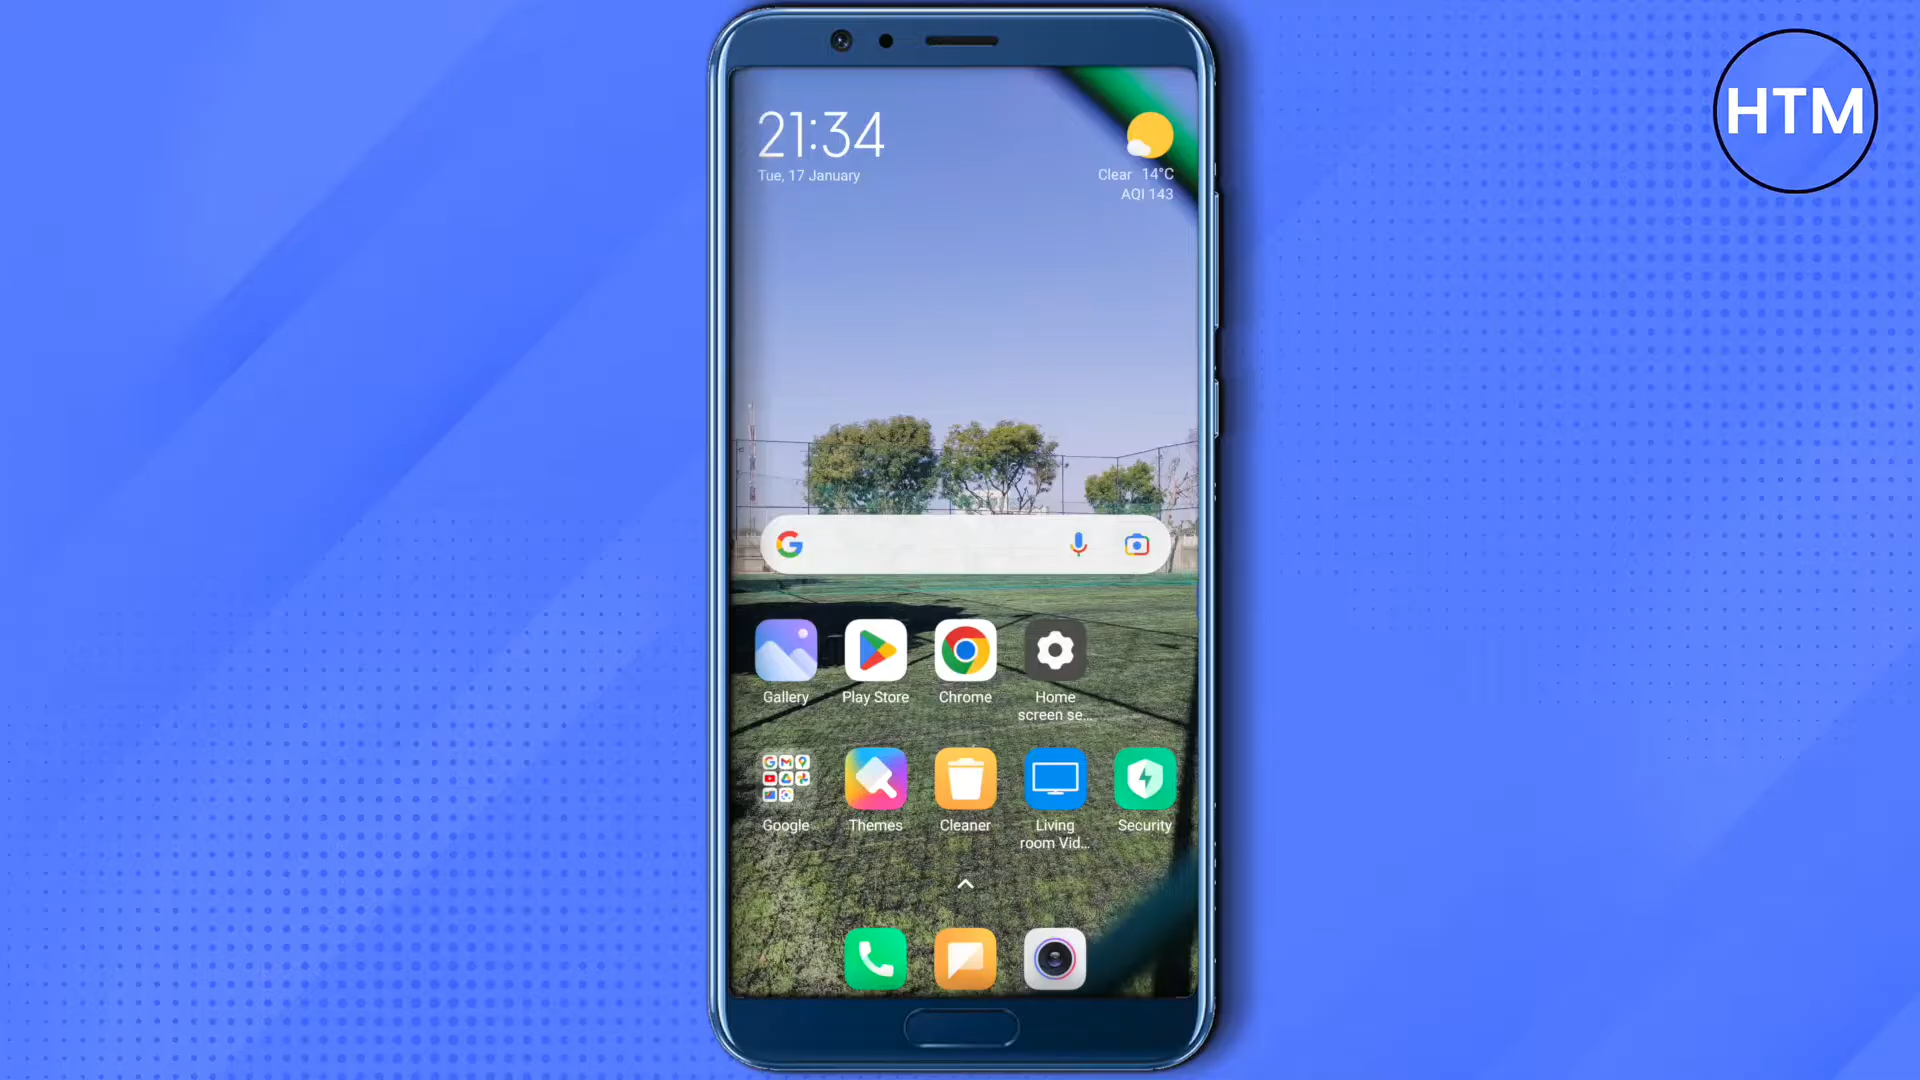 HTM
21:34
Tue, 17 January
Clear 14°C
AQI 143
Gallery
Play Store
Chrome
Home
screen se...
Google
Themes
Cleaner
Living
room Vid...
Security